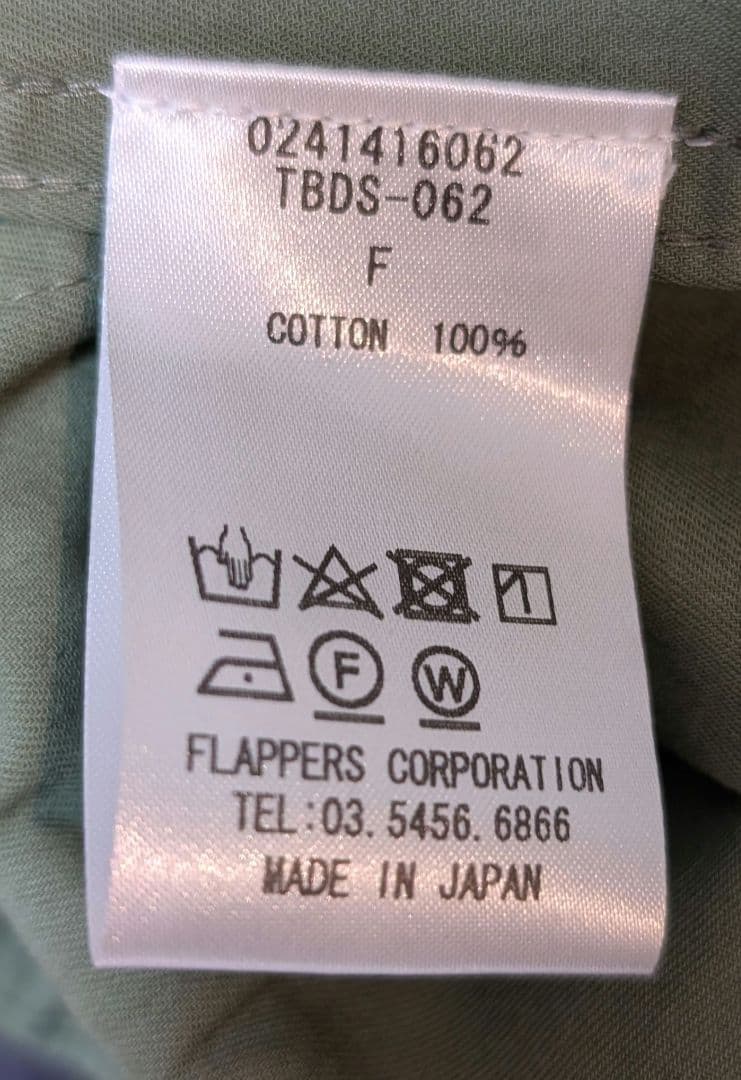 0241416062
TBDS-062
F
COTTON 100%
F W
FLAPPERS CORPORATION
TEL:03.5456.6866
MADE IN JAPAN